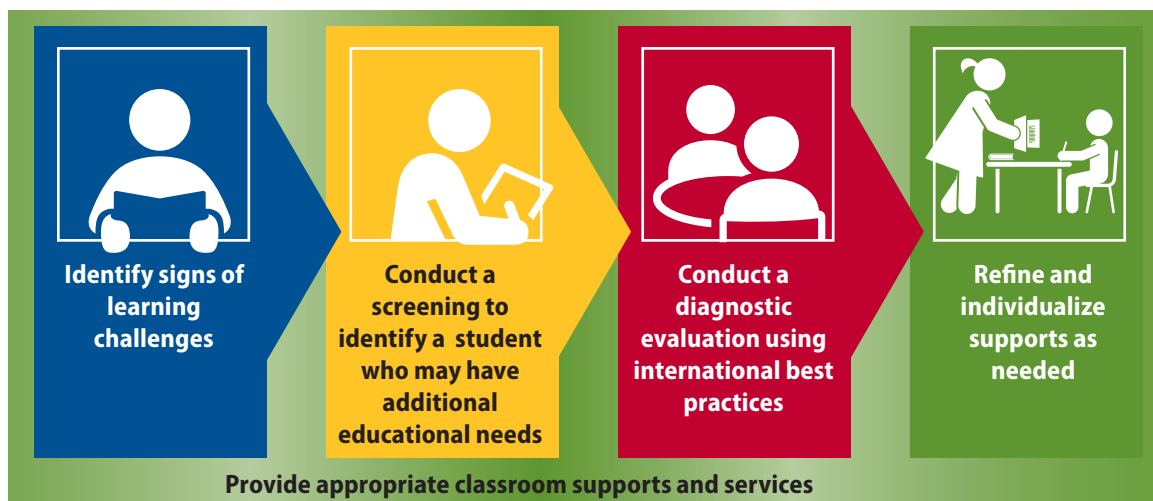 Identify signs of
learning
challenges
Conduct a
screening to
identify a student
who may have
additional
educational needs
Conduct a
diagnostic
evaluation using
international best
practices
Refine and
individualize
supports as
needed
Provide appropriate classroom supports and services